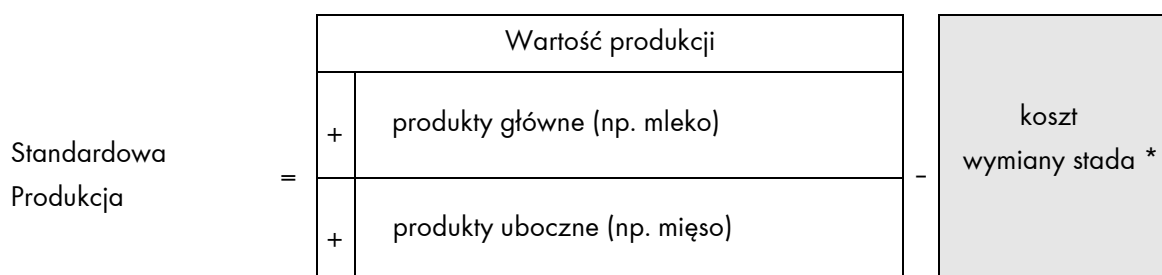 Wartość produkcji
+ produkty główne (np. mleko)
koszt
wymiany stada *
Standardowa
Produkcja
=
-
+ produkty uboczne (np. mięso)